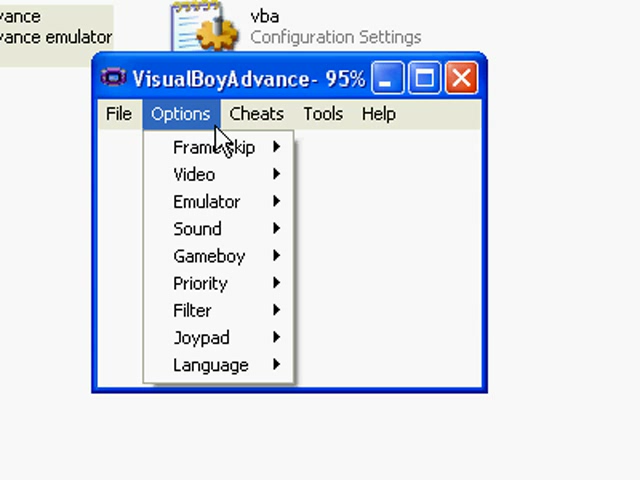 vance
vance emulator
vba
Configuration Settings
VisualBoyAdvance- 95%
File Options Cheats Tools Help
Frameskip
Video
Emulator
Sound
Gameboy
Priority
Filter
Joypad
Language